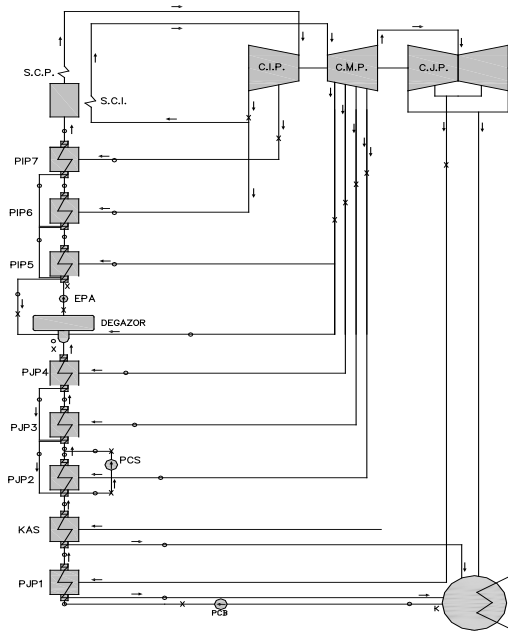 C.I.P.
C.M.P.
C.J.P.
S.C.P.
S.C.I.
PIP7
PIP6
PIP5
EPA
DEGAZOR
PJP4
PJP3
PCS
PJP2
KAS
PJP1
PCB
K